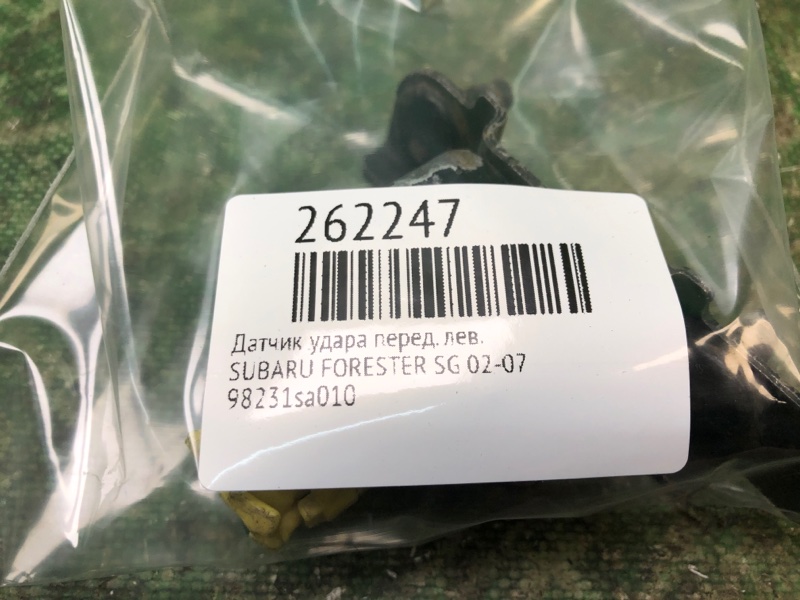 262247
Датчик удара перед. лев.
SUBARU FORESTER SG 02-07
98231sa010